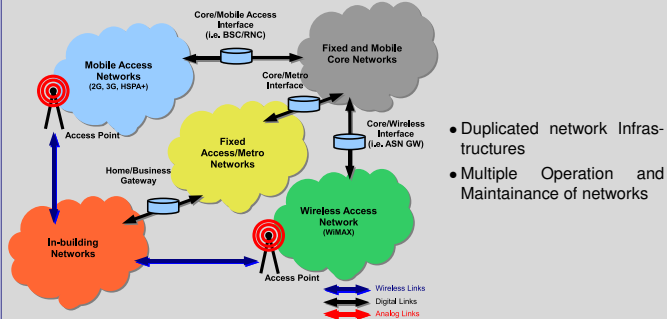 Core/Mobile Access
Interface
(i.e. BSC/RNC)
Mobile Access
Networks
(2G, 3G, HSPA+)
Fixed and Mobile
Core Networks
Core/Metro
Interface
Access Point
Fixed
Access/Metro
Networks
Core/Wireless
Interface
(i.e. ASN GW)
Home/Business
Gateway
Wireless Access
Network
(WiMAX)
In-building
Networks
Access Point
Wireless Links
Digital Links
Analog Links
• Duplicated network Infras-
tructures
• Multiple Operation and
Maintainance of networks